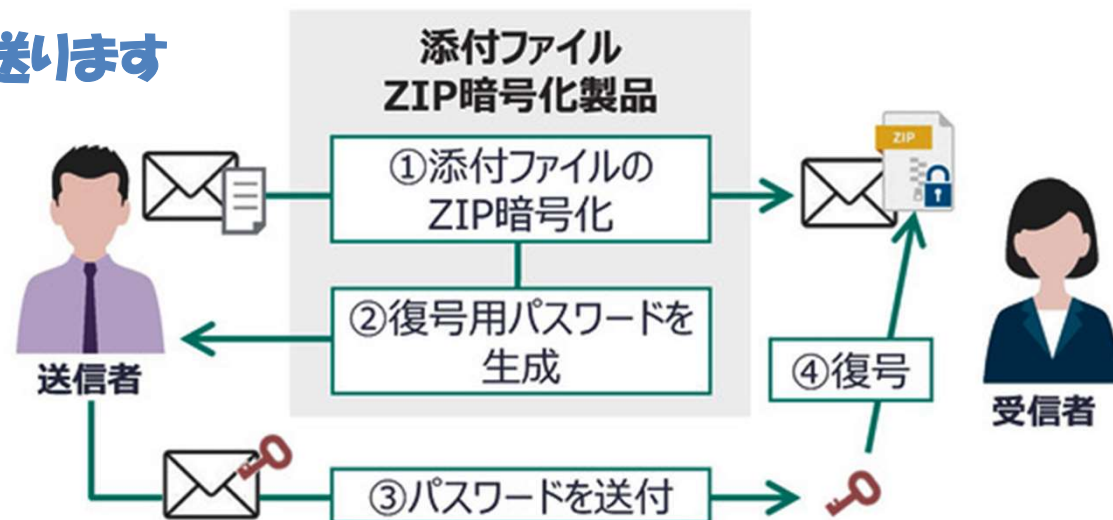 送ります
添付ファイル
ZIP暗号化製品
①添付ファイルの
ZIP暗号化
ZIP
②復号用パスワードを
生成
送信者
④復号
受信者
③パスワードを送付